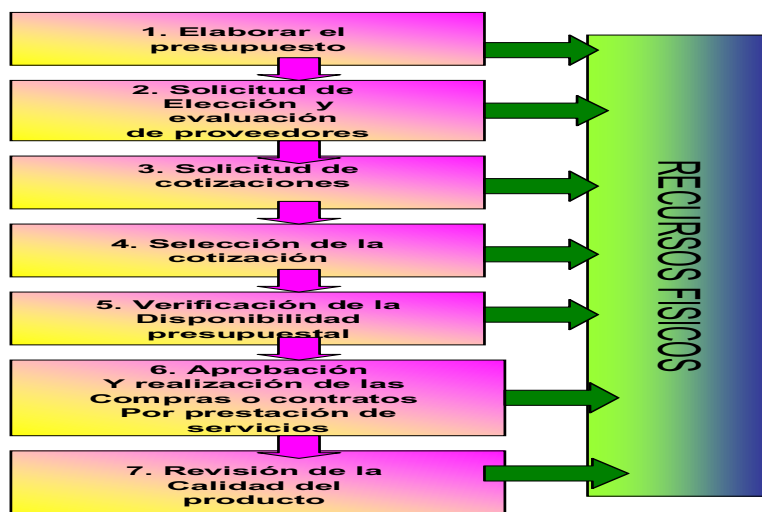 1. Elaborar el
presupuesto
2. Solicitud de
Elección y
evaluación
de proveedores
3. Solicitud de
cotizaciones
4. Selección de la
cotización
5. Verificación de la
Disponibilidad
presupuestal
6. Aprobación
Y realización de las
Compras o contratos
Por prestación de
servicios
7. Revisión de la
Calidad del
producto
RECURSOS FISICOS